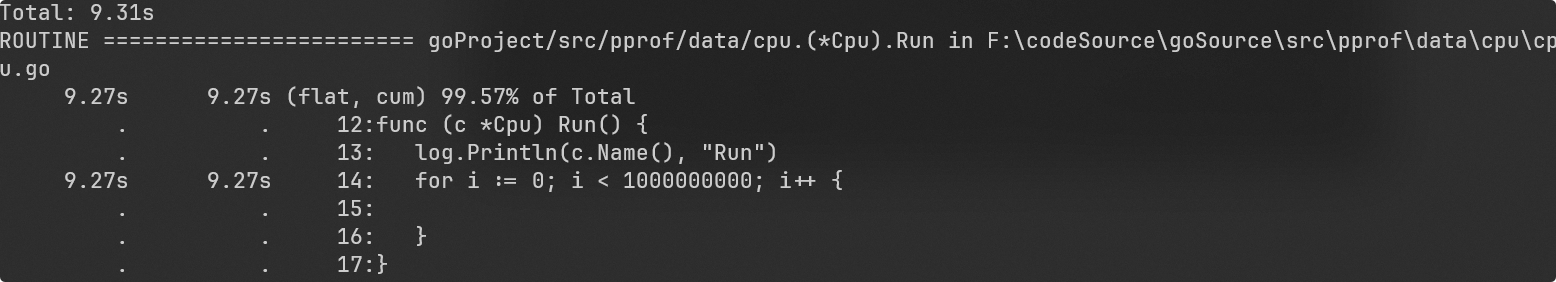 Total: 9.31s
ROUTINE ======================== goProject/src/pprof/data/cpu.(*Cpu).Run in F:\codeSource\goSource\src\pprof\data\cpu\cp
u.go
     9.27s      9.27s (flat, cum) 99.57% of Total
         .          .     12:func (c *Cpu) Run() {
         .          .     13:   log.Println(c.Name(), "Run")
     9.27s      9.27s     14:   for i := 0; i < 1000000000; i++ {
         .          .     15:
         .          .     16:   }
         .          .     17:}